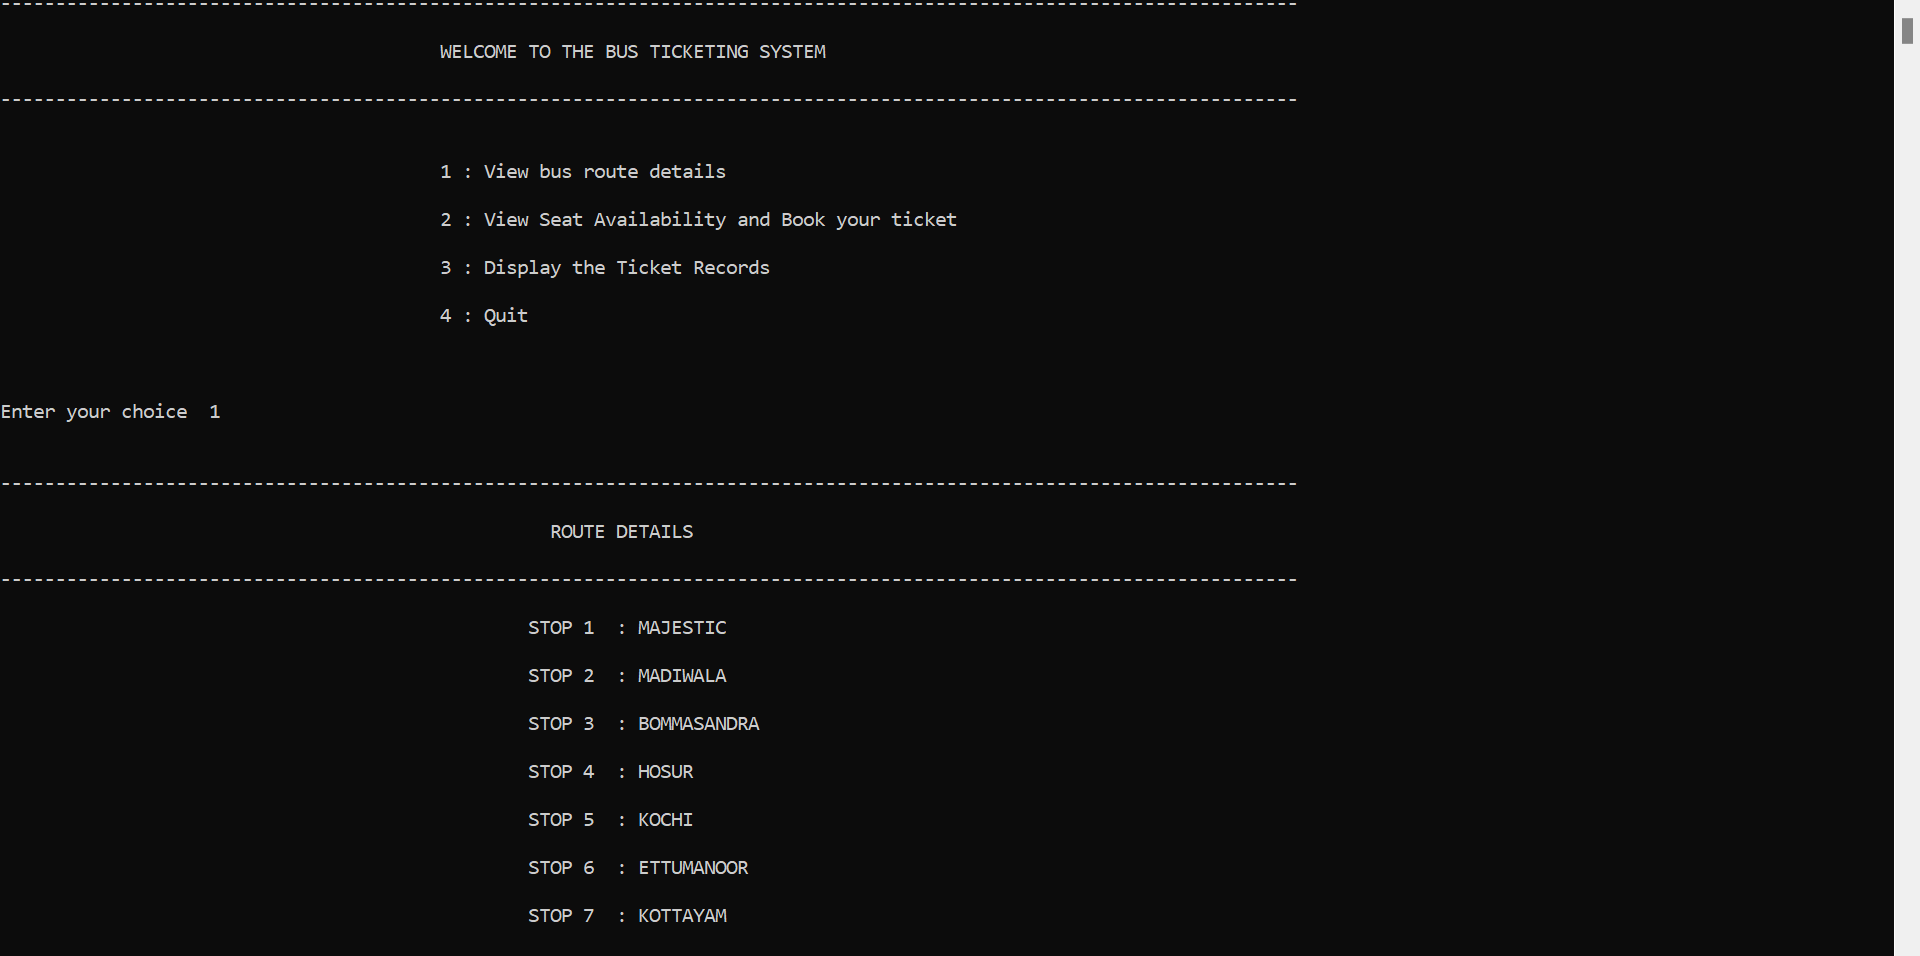 --------------------------------------------------------------------------------------------------------------------
WELCOME TO THE BUS TICKETING SYSTEM
--------------------------------------------------------------------------------------------------------------------
1 : View bus route details
2 : View Seat Availability and Book your ticket
3 : Display the Ticket Records
4 : Quit
Enter your choice  1
--------------------------------------------------------------------------------------------------------------------
ROUTE DETAILS
--------------------------------------------------------------------------------------------------------------------
STOP 1  : MAJESTIC
STOP 2  : MADIWALA
STOP 3  : BOMMASANDRA
STOP 4  : HOSUR
STOP 5  : KOCHI
STOP 6  : ETTUMANOOR
STOP 7  : KOTTAYAM